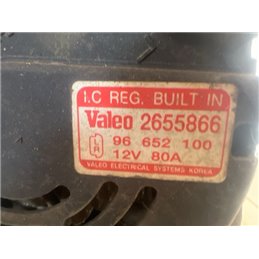 I.C REG. BUILT IN
Valeo 2655866
96 652 100
12V 80A
VALEO ELECTRICAL SYSTEMS KOREA